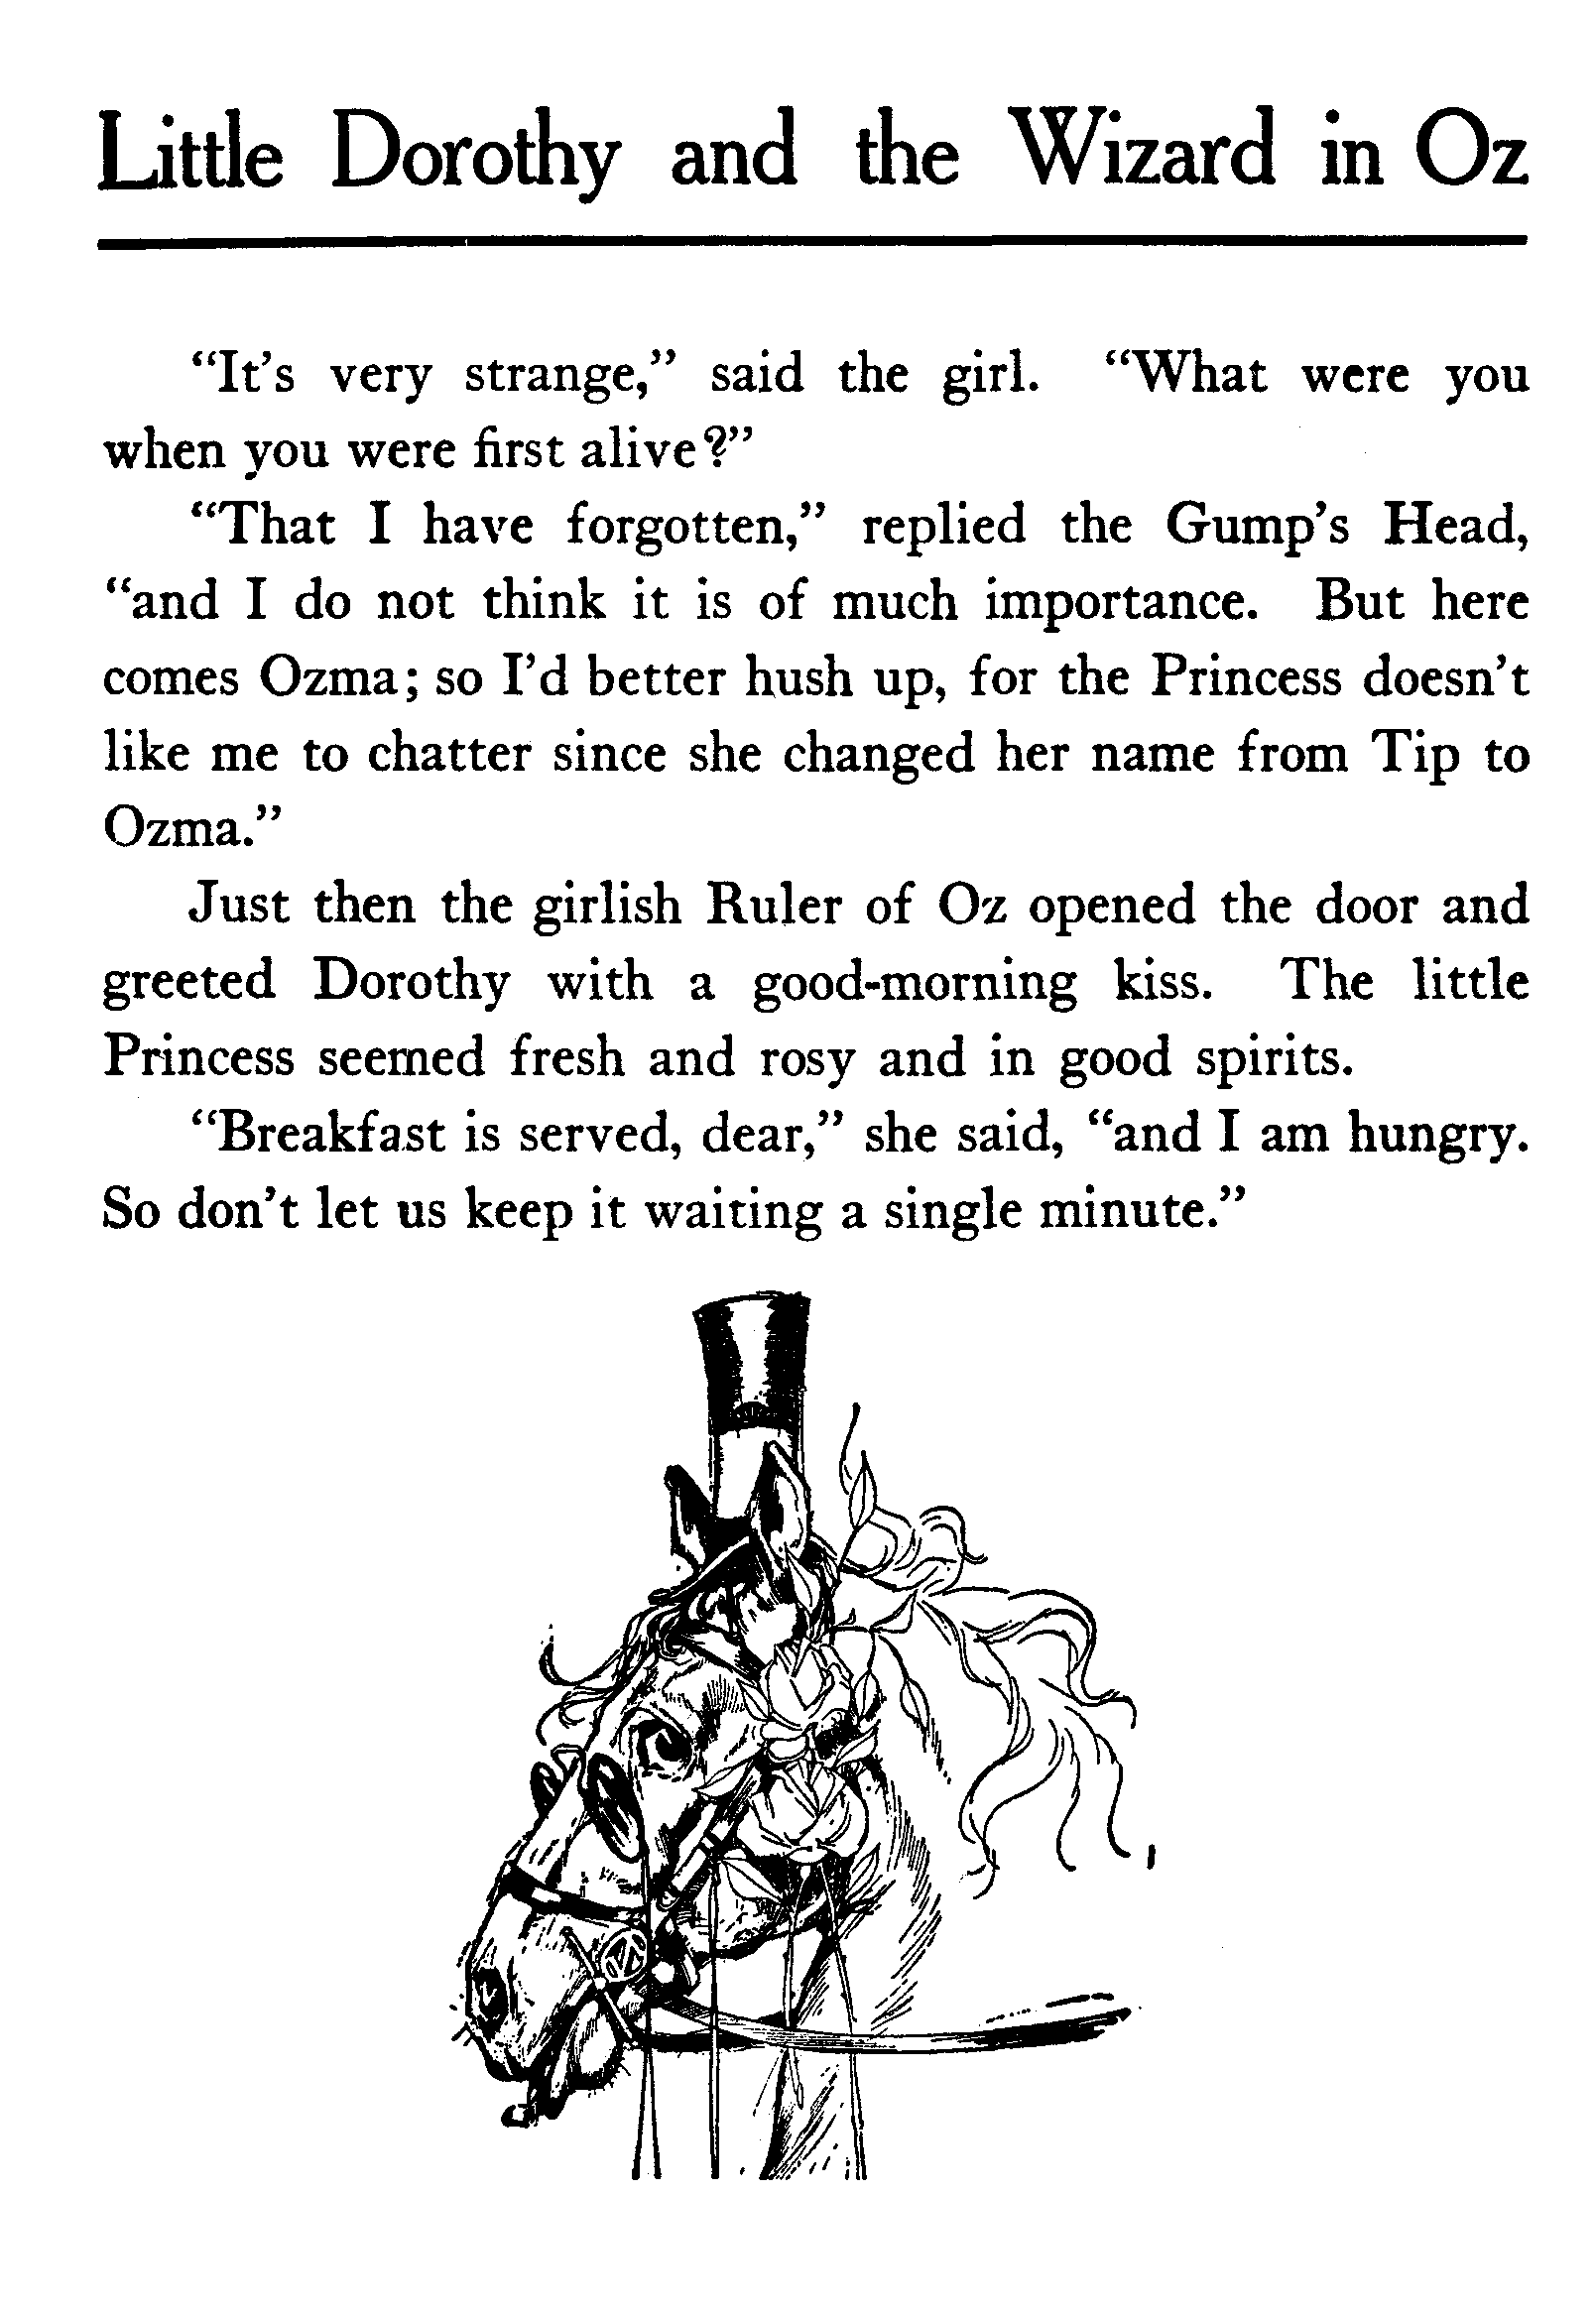 Little Dorothy and the Wizard in Oz
“It’s very strange,” said the girl. “What were you
when you were first alive?”
“That I have forgotten,” replied the Gump’s Head,
“and I do not think it is of much importance. But here
comes Ozma; so I’d better hush up, for the Princess doesn’t
like me to chatter since she changed her name from Tip to
Ozma.”
Just then the girlish Ruler of Oz opened the door and
greeted Dorothy with a good-morning kiss. The little
Princess seemed fresh and rosy and in good spirits.
“Breakfast is served, dear,” she said, “and I am hungry.
So don’t let us keep it waiting a single minute.”